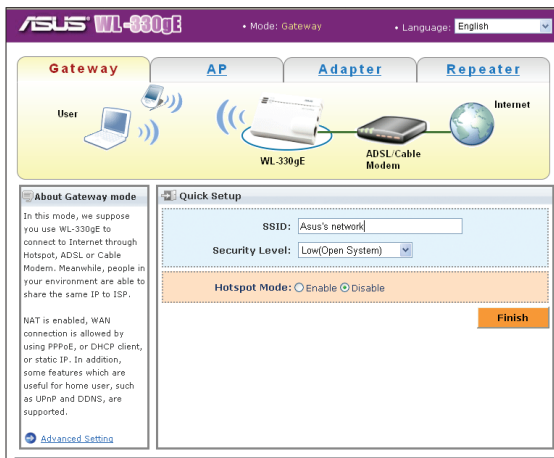 ASUS WL-330gE
• Mode: Gateway
• Language: English
Gateway
AP
Adapter
Repeater
User
Internet
WL-330gE
ADSL/Cable
Modem
About Gateway mode
In this mode, we suppose
you use WL-330gE to
connect to Internet through
Hotspot, ADSL or Cable
Modem. Meanwhile, people in
your environment are able to
share the same IP to ISP.
NAT is enabled, WAN
connection is allowed by
using PPPoE, or DHCP client,
or static IP. In addition,
some features which are
useful for home user, such
as UPnP and DDNS, are
supported.
Advanced Setting
Quick Setup
SSID: Asus's network
Security Level: Low(Open System)
Hotspot Mode: Enable Disable
Finish